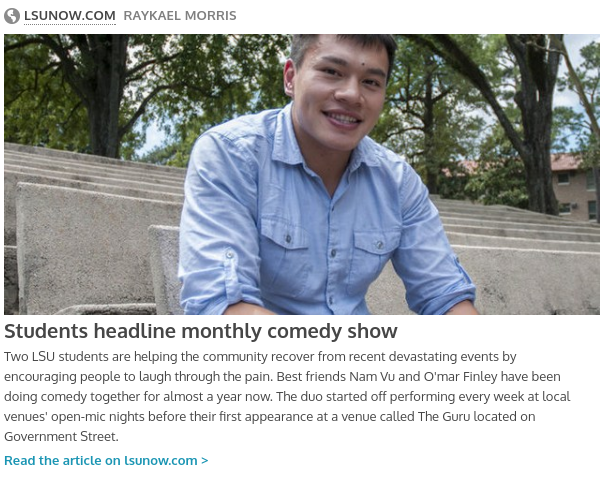 LSUNOW.COM RAYKAEL MORRIS
Students headline monthly comedy show
Two LSU students are helping the community recover from recent devastating events by
encouraging people to laugh through the pain. Best friends Nam Vu and O'mar Finley have been
doing comedy together for almost a year now. The duo started off performing every week at local
venues' open-mic nights before their first appearance at a venue called The Guru located on
Government Street.
Read the article on lsunow.com >